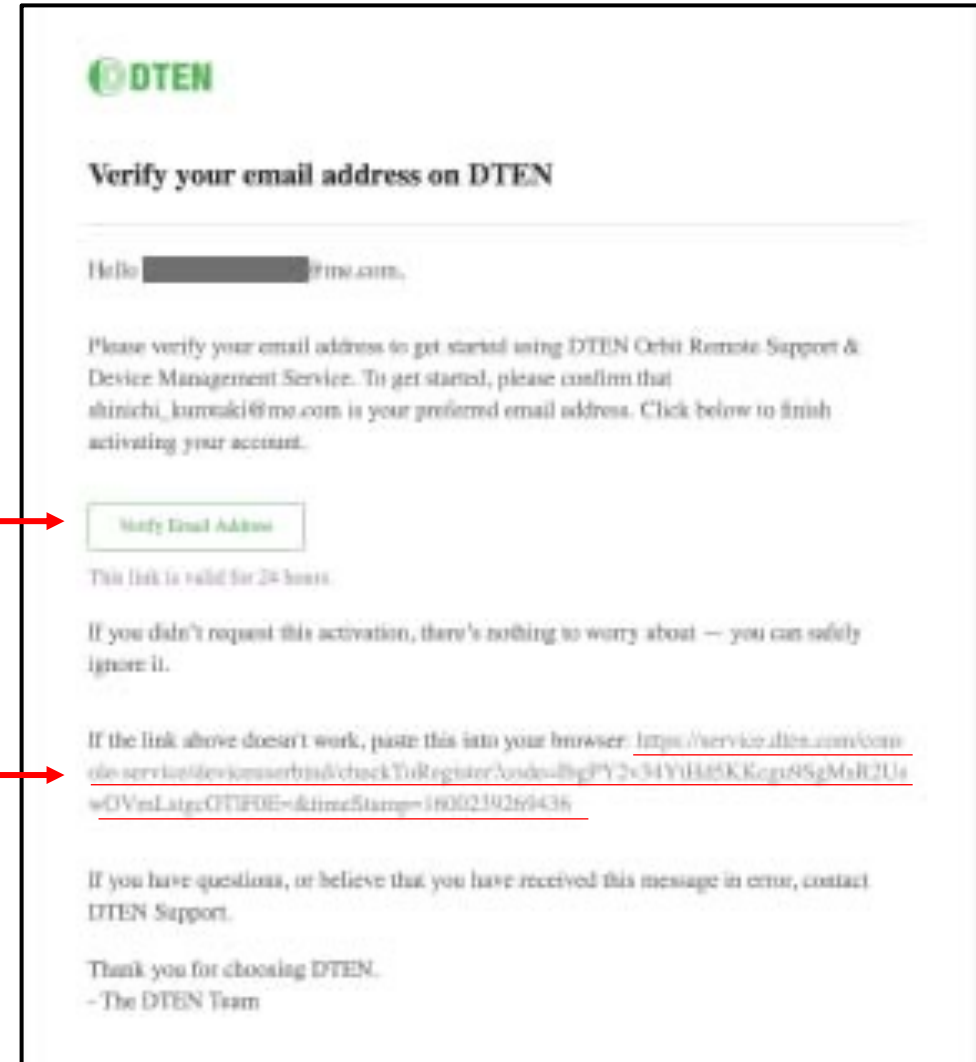 DTEN
Verify your email address on DTEN
Hello @me.com,
Please verify your email address to get started using DTEN Orbit Remote Support &
Device Management Service. To get started, please confirm that
is your preferred email address. Click below to finish
activating your account.
Verify Email Address
This link is valid for 24 hours.
If you didn't request this activation, there's nothing to worry about — you can safely
ignore it.
If the link above doesn't work, paste this into your browser: https://service.dten.com/conso
If you have questions, or believe that you have received this message in error, contact
DTEN Support.
Thank you for choosing DTEN.
- The DTEN Team